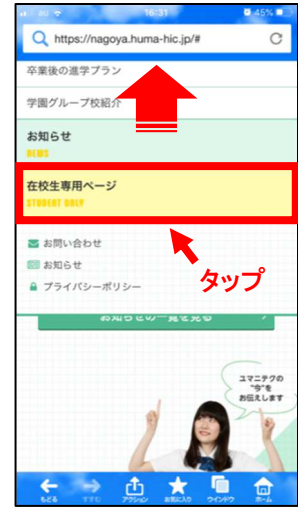 au
16:31
45%
https://nagoya.huma-hic.jp/#
卒業後の進学プラン
学園グループ校紹介
お知らせ
NEWS
在校生専用ページ
STUDENT ONLY
お問い合わせ
お知らせ
プライバシーポリシー
タップ
お知らせの一覧を見る
ユマニテクの
"今"を
お伝えします
もどる
すすむ
アクション
お気に入り
ウインドウ
ホーム